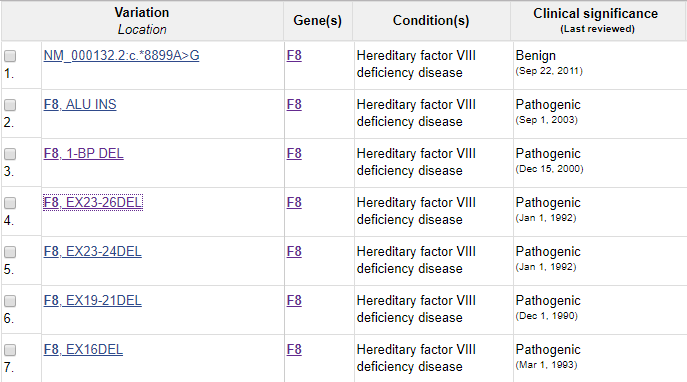 Variation
Location
Gene(s)
Condition(s)
Clinical significance
(Last reviewed)
1.
NM_000132.2:c.*8899A>G
F8
Hereditary factor VIII
deficiency disease
Benign
(Sep 22, 2011)
2.
F8, ALU INS
F8
Hereditary factor VIII
deficiency disease
Pathogenic
(Sep 1, 2003)
3.
F8, 1-BP DEL
F8
Hereditary factor VIII
deficiency disease
Pathogenic
(Dec 15, 2000)
4.
F8, EX23-26DEL
F8
Hereditary factor VIII
deficiency disease
Pathogenic
(Jan 1, 1992)
5.
F8, EX23-24DEL
F8
Hereditary factor VIII
deficiency disease
Pathogenic
(Jan 1, 1992)
6.
F8, EX19-21DEL
F8
Hereditary factor VIII
deficiency disease
Pathogenic
(Dec 1, 1990)
7.
F8, EX16DEL
F8
Hereditary factor VIII
deficiency disease
Pathogenic
(Mar 1, 1993)